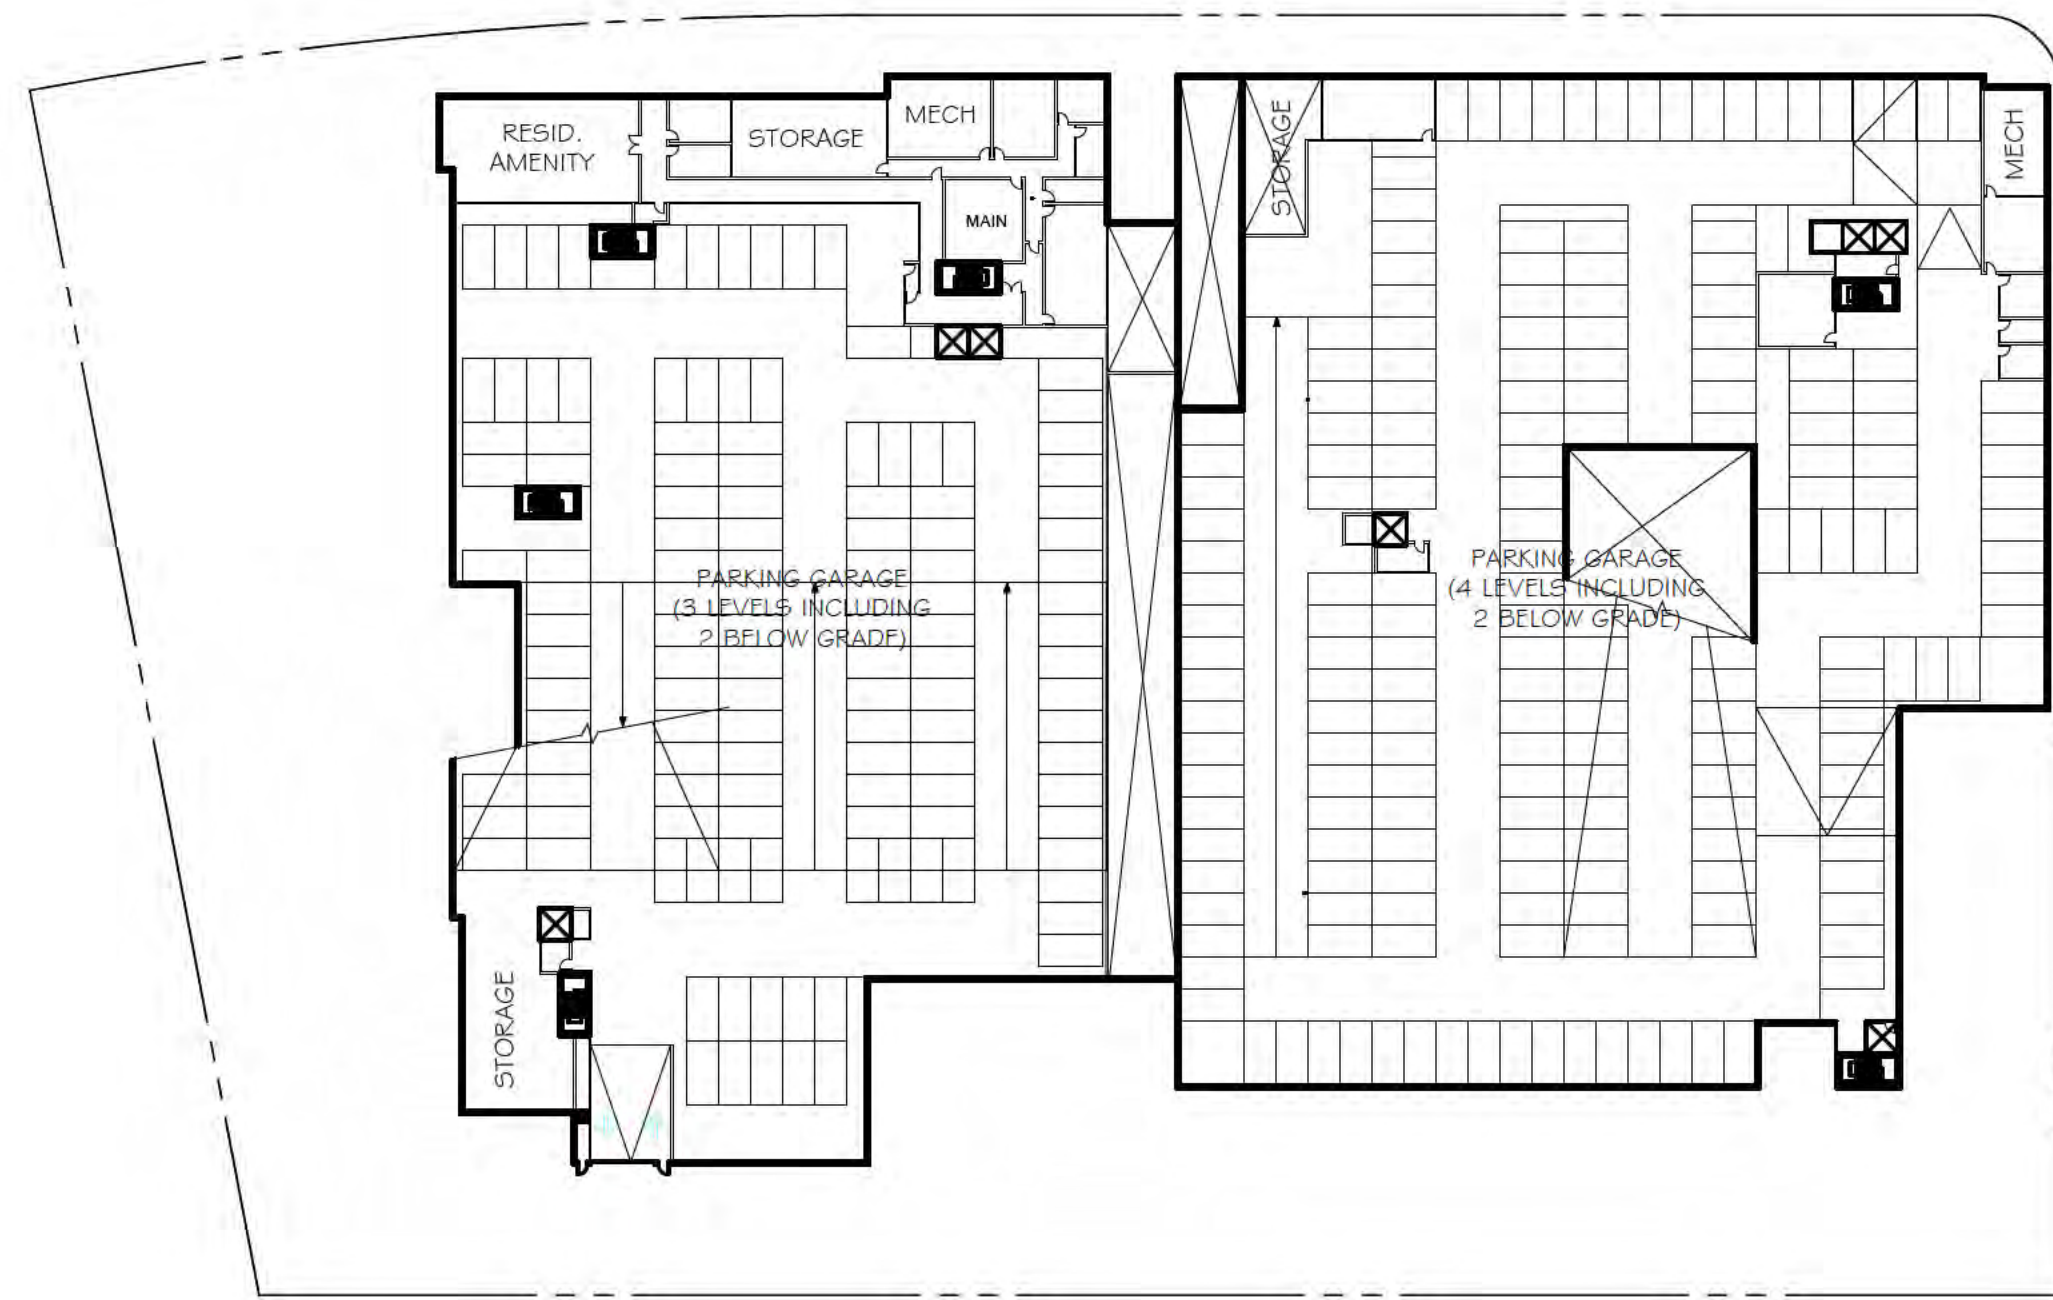 RESID.
AMENITY
STORAGE
MECH
MAIN
STORAGE
MECH
PARKING GARAGE
(3 LEVELS INCLUDING
2 BELOW GRADE)
PARKING GARAGE
(4 LEVELS INCLUDING
2 BELOW GRADE)
STORAGE